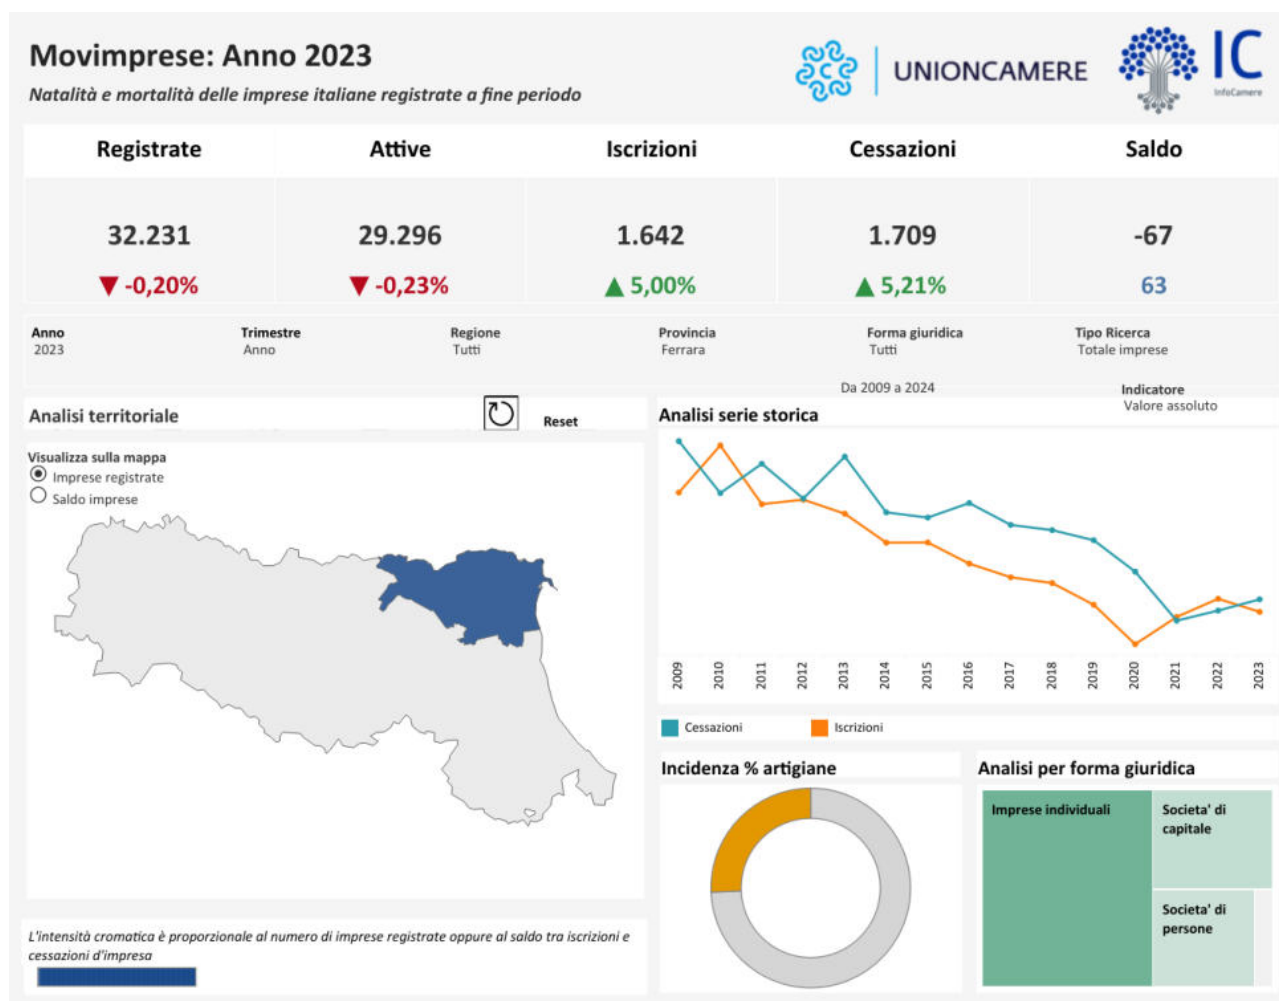 Movimprese: Anno 2023
Natalità e mortalità delle imprese italiane registrate a fine periodo
UNIONCAMERE
IC
InfoCamere
Registrate Attive Iscrizioni Cessazioni Saldo
32.231 29.296 1.642 1.709 -67
▼ -0,20% ▼ -0,23% ▲ 5,00% ▲ 5,21% 63
Anno Trimestre Regione Provincia Forma giuridica Tipo Ricerca
2023 Anno Tutti Ferrara Tutti Totale imprese
Da 2009 a 2024
Indicatore
Valore assoluto
Analisi territoriale
Reset
Visualizza sulla mappa
Imprese registrate
Saldo imprese
L'intensità cromatica è proporzionale al numero di imprese registrate oppure al saldo tra iscrizioni e
cessazioni d'impresa
Analisi serie storica
2009 2010 2011 2012 2013 2014 2015 2016 2017 2018 2019 2020 2021 2022 2023
Cessazioni Iscrizioni
Incidenza % artigiane
Analisi per forma giuridica
Imprese individuali
Societa' di
capitale
Societa' di
persone